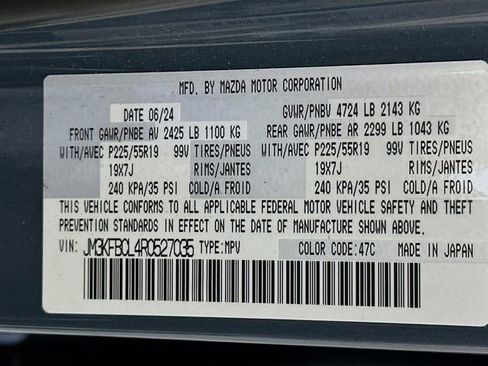 MFD. BY MAZDA MOTOR CORPORATION
DATE 06/24 GVWR/PNBV 4724 LB 2143 KG
FRONT GAWR/PNBE AV 2425 LB 1100 KG REAR GAWR/PNBE AR 2299 LB 1043 KG
WITH/AVEC P225/55R19 99V TIRES/PNEUS WITH/AVEC P225/55R19 99V TIRES/PNEUS
19X7J RIMS/JANTES 19X7J RIMS/JANTES
240 KPA/35 PSI COLD/A FROID 240 KPA/35 PSI COLD/A FROID
THIS VEHICLE CONFORMS TO ALL APPLICABLE FEDERAL MOTOR VEHICLE SAFETY AND THEFT
PREVENTION STANDARDS IN EFFECT ON THE DATE OF MANUFACTURE SHOWN ABOVE.
VIN: JM3KFBCL4R0527035 TYPE:MPV COLOR CODE:47C MADE IN JAPAN